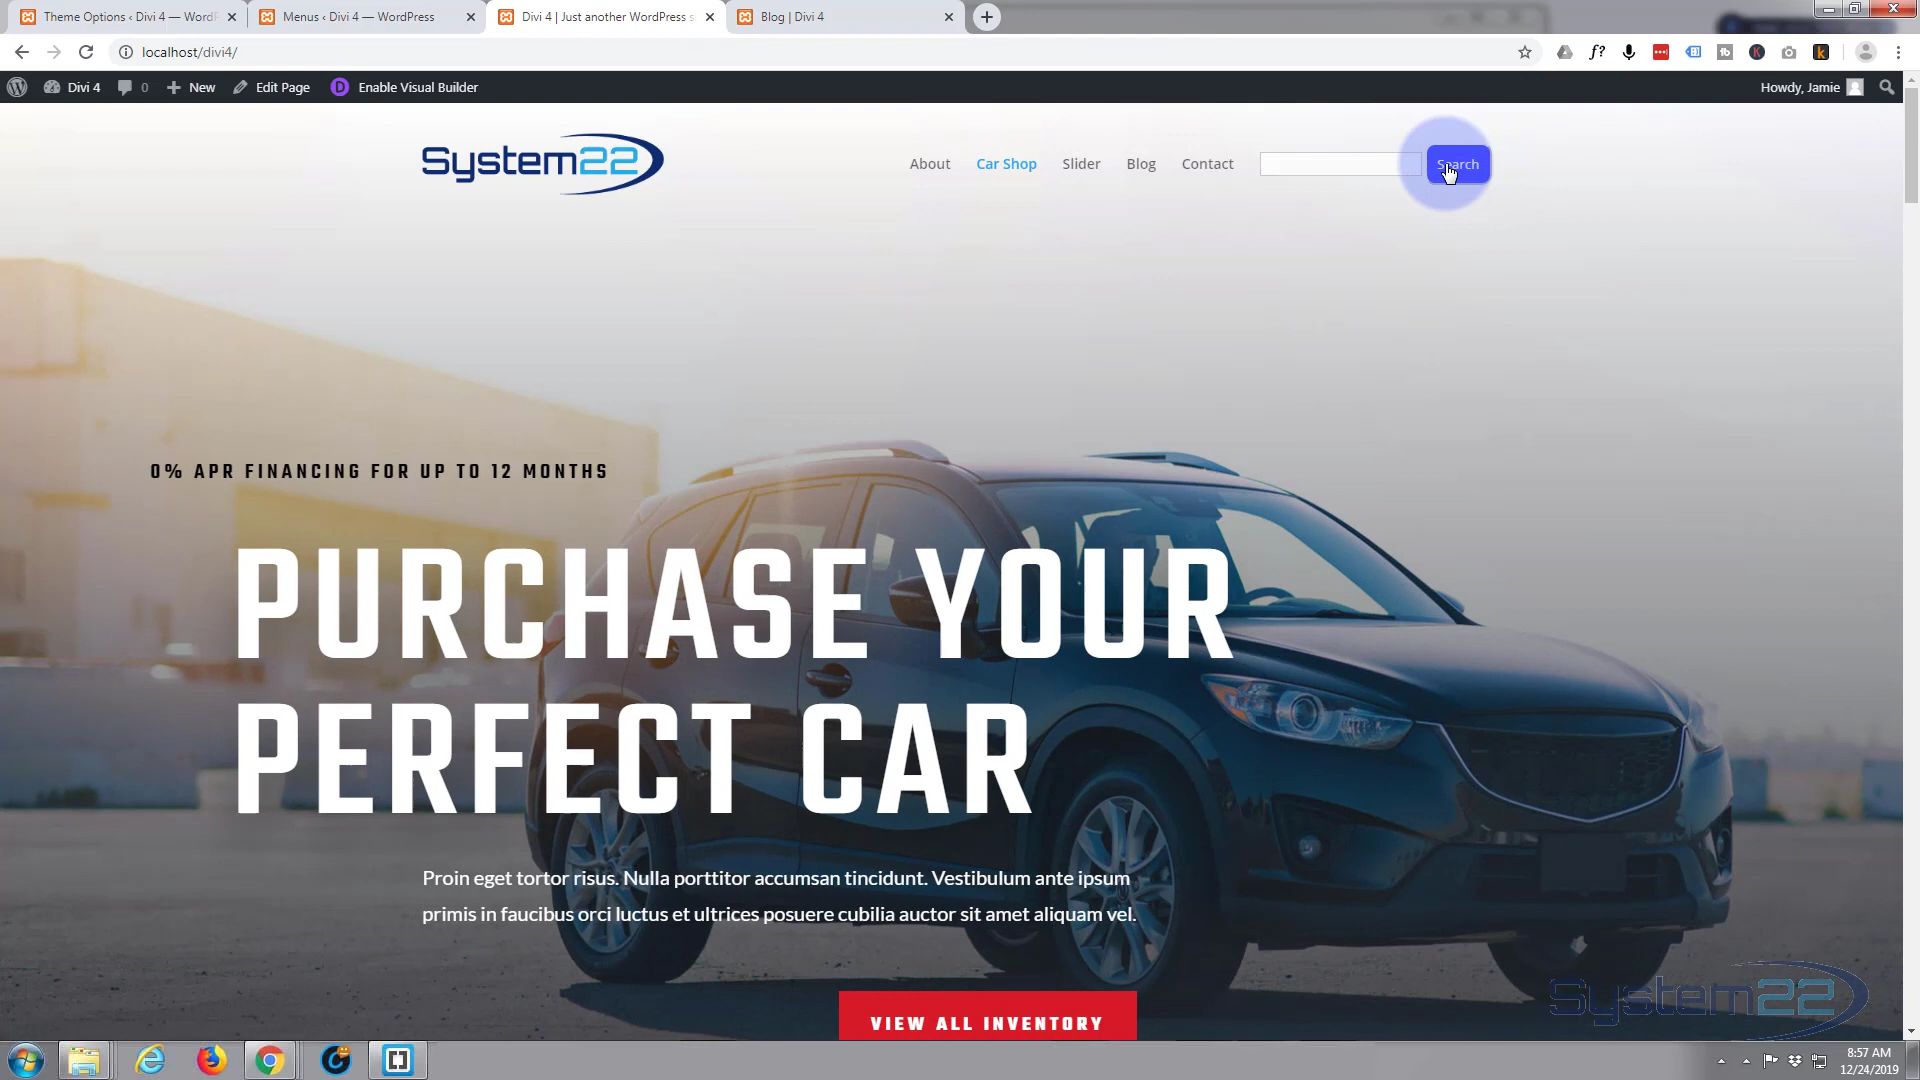 Theme Options ‹ Divi 4 — WordP
Menus ‹ Divi 4 — WordPress
Divi 4 | Just another WordPress s
Blog | Divi 4
localhost/divi4/
Divi 4
0
New
Edit Page
Enable Visual Builder
Howdy, Jamie
System22
About
Car Shop
Slider
Blog
Contact
Search
0% APR FINANCING FOR UP TO 12 MONTHS
PURCHASE YOUR
PERFECT CAR
Proin eget tortor risus. Nulla porttitor accumsan tincidunt. Vestibulum ante ipsum
primis in faucibus orci luctus et ultrices posuere cubilia auctor sit amet aliquam vel.
VIEW ALL INVENTORY
System22
8:57 AM
12/24/2019